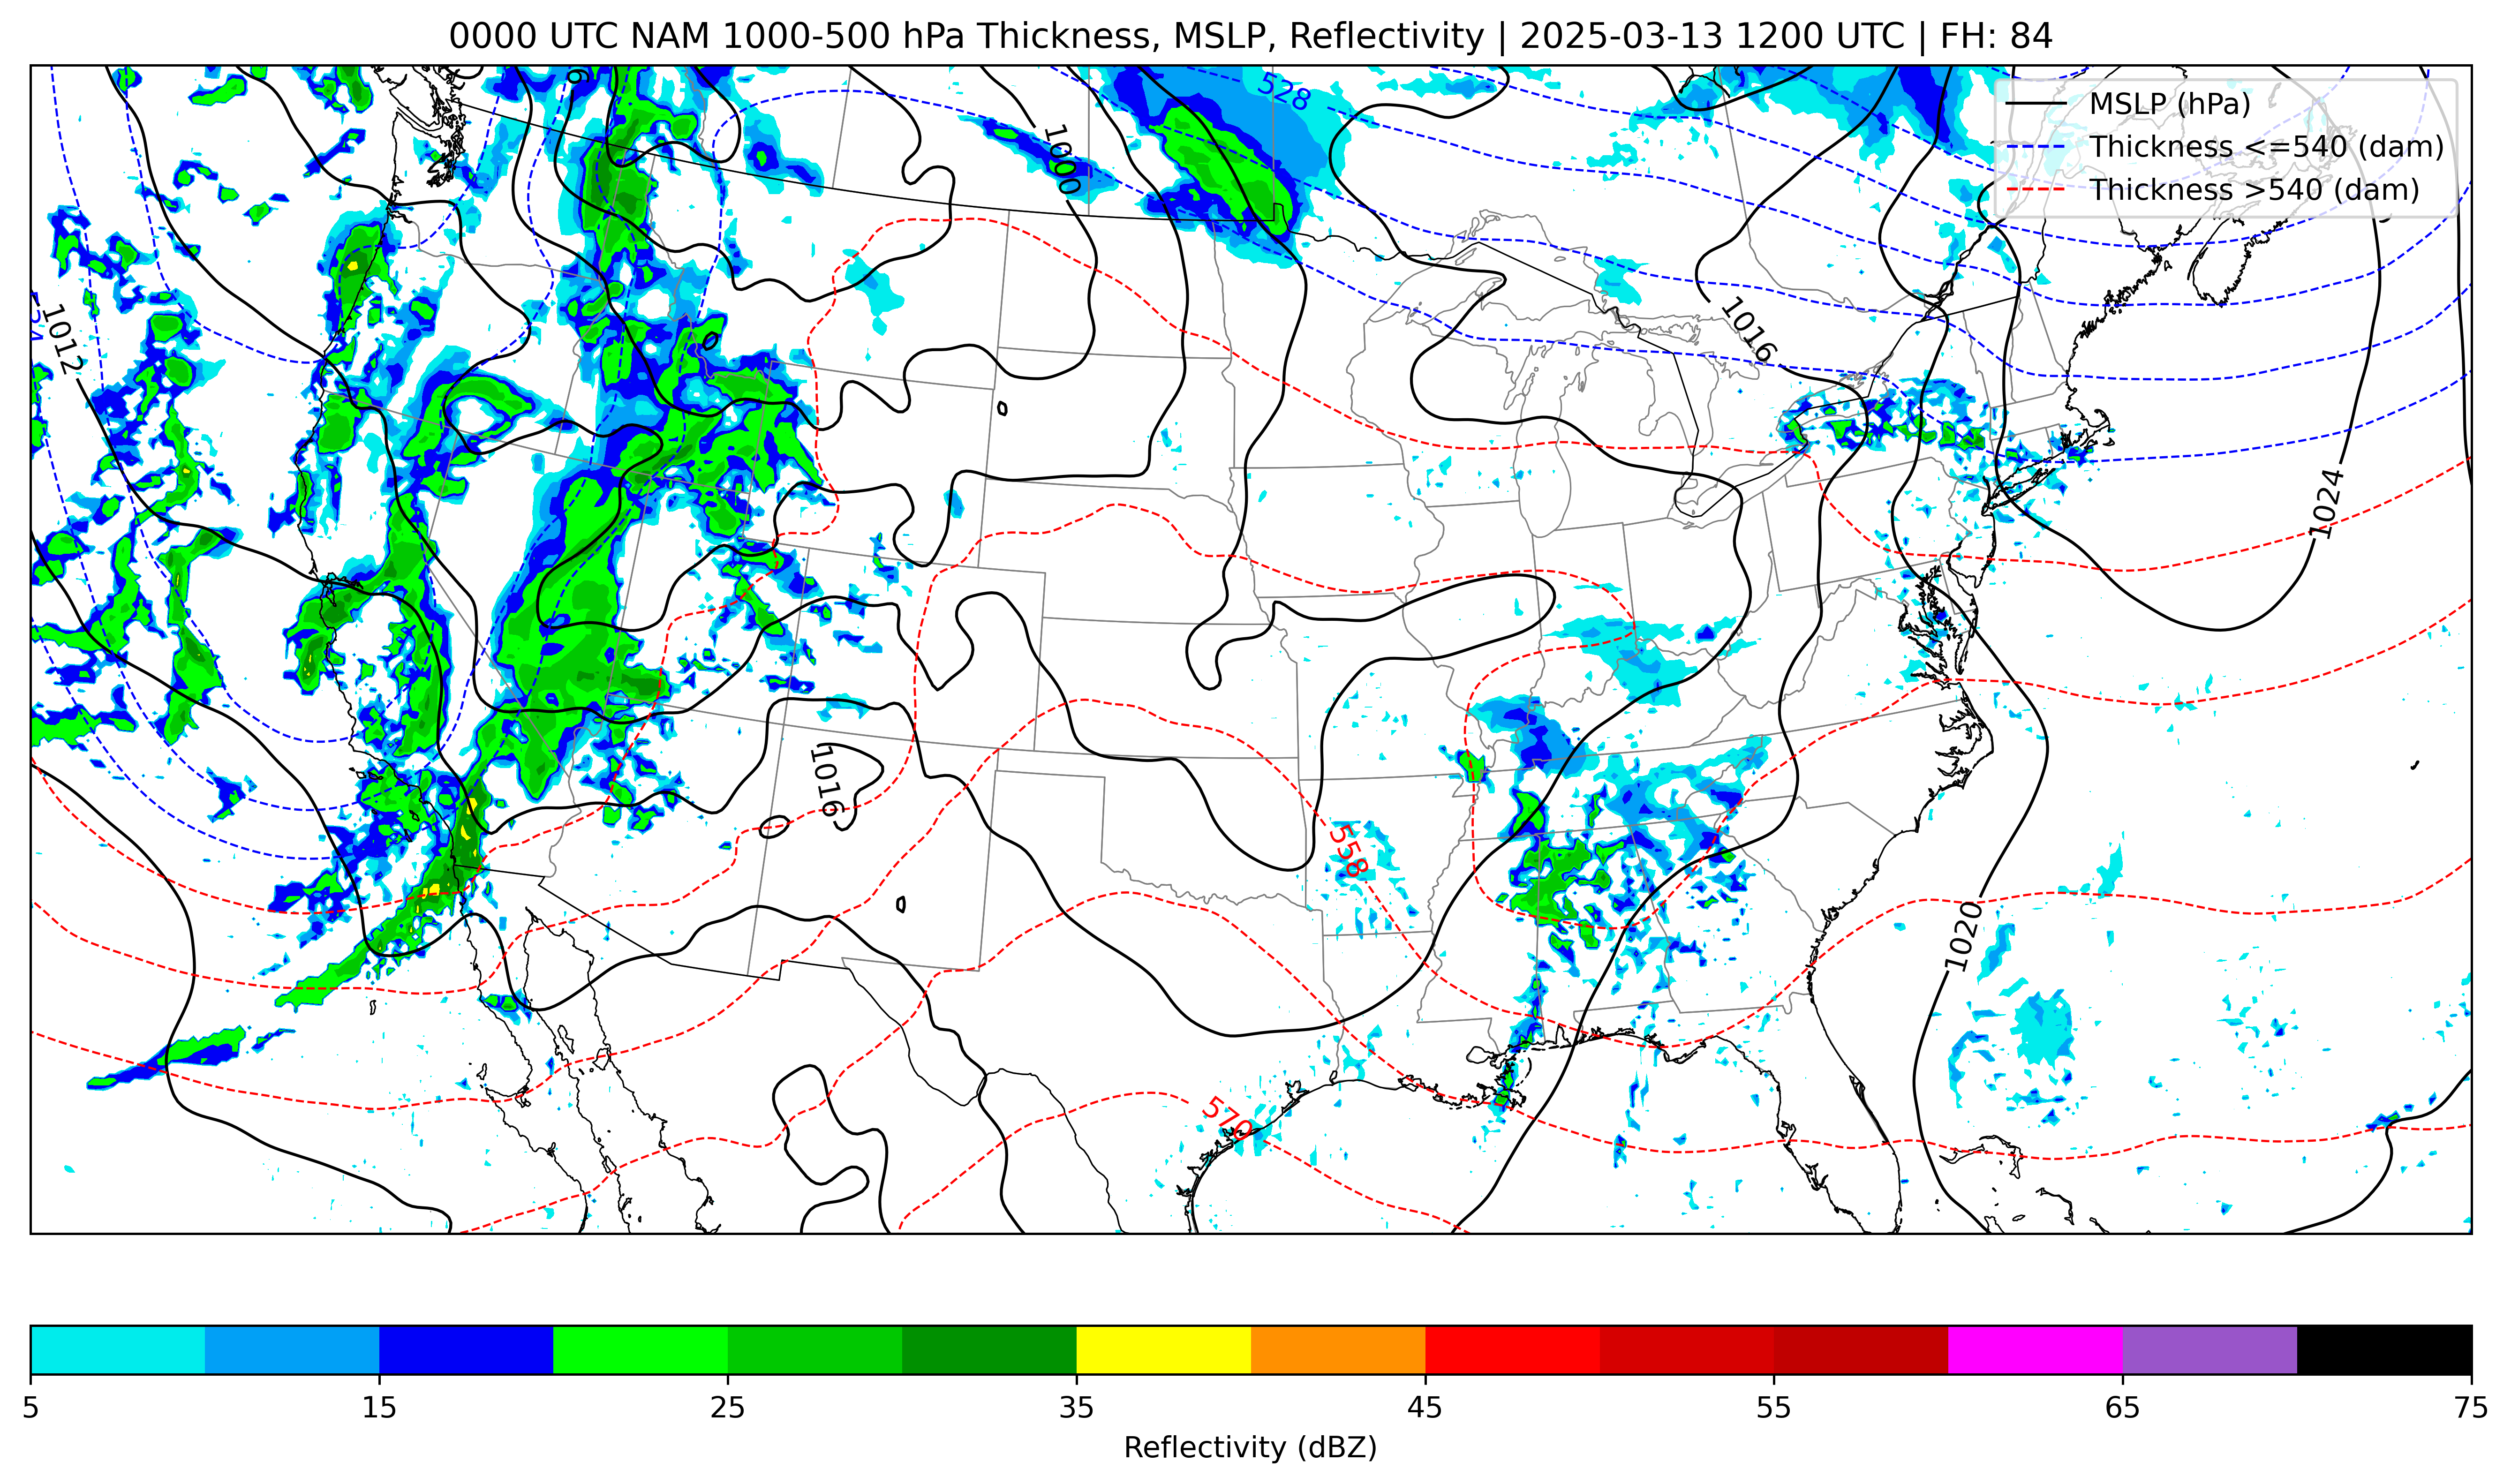 0000 UTC NAM 1000-500 hPa Thickness, MSLP, Reflectivity | 2025-03-13 1200 UTC | FH: 84
MSLP (hPa)
Thickness <=540 (dam)
Thickness >540 (dam)
528
1000
1012
1016
1024
1016
558
1020
570
5 15 25 35 45 55 65 75
Reflectivity (dBZ)